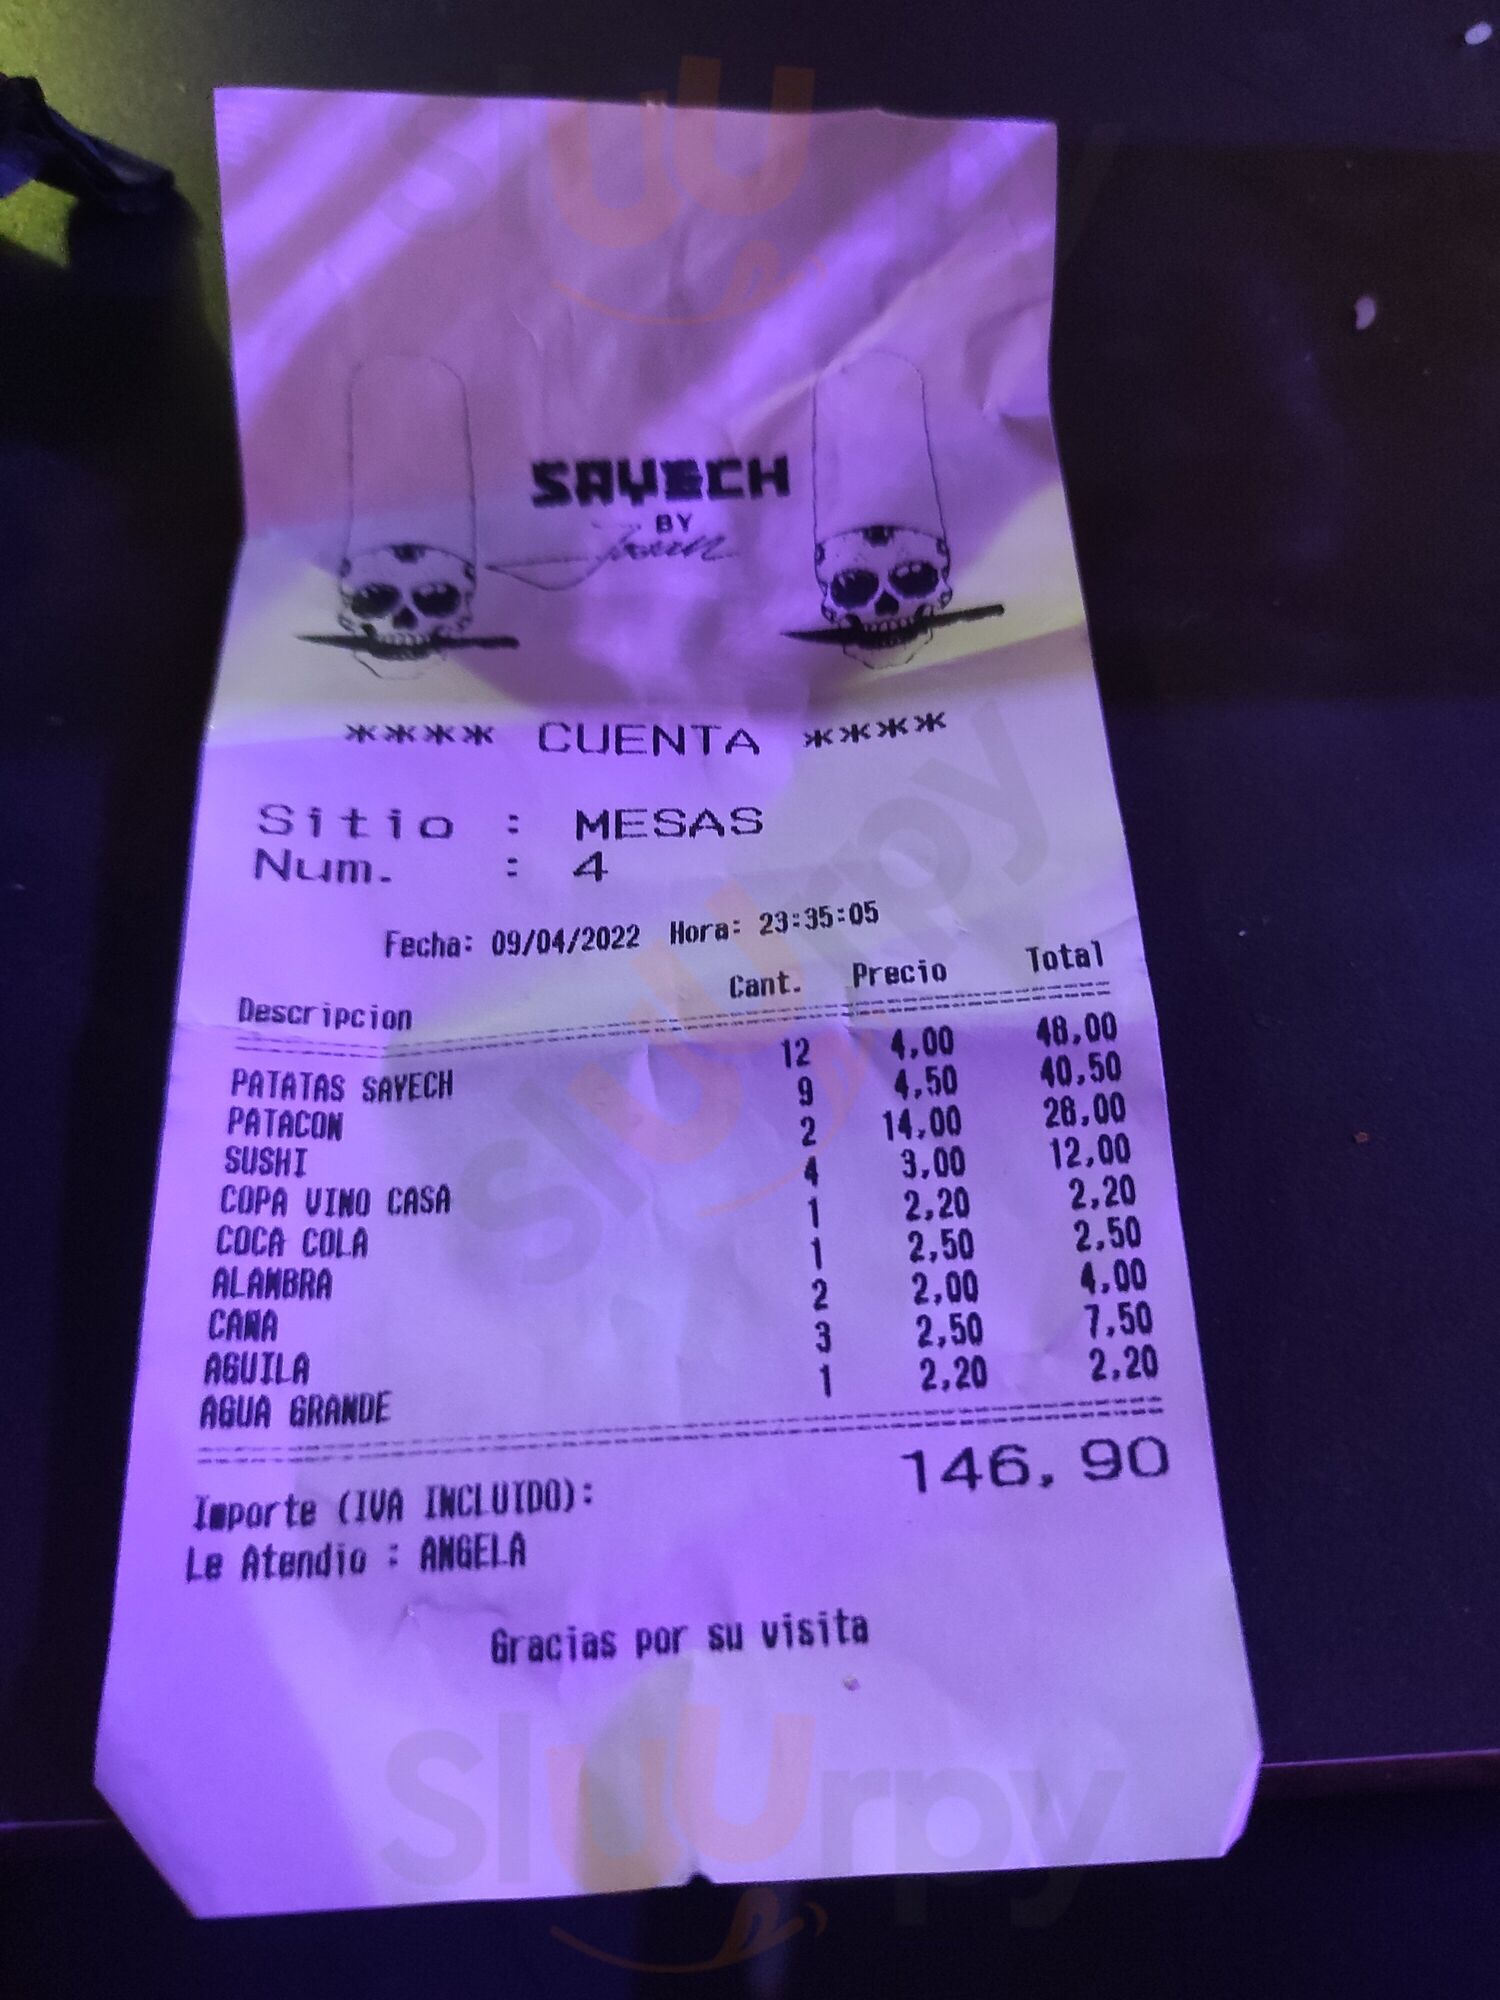 SAYECH
BY
**** CUENTA ****
Sitio : MESAS
Num. : 4
Fecha: 09/04/2022 Hora: 23:35:05
Descripcion Cant. Precio Total
PATATAS SAYECH 12 4,00 48,00
PATACON 9 4,50 40,50
SUSHI 2 14,00 28,00
COPA VINO CASA 4 3,00 12,00
COCA COLA 1 2,20 2,20
ALAMBRA 1 2,50 2,50
CAÑA 2 2,00 4,00
AGUILA 3 2,50 7,50
AGUA GRANDE 1 2,20 2,20
Importe (IVA INCLUIDO): 146,90
Le Atendio : ANGELA
Gracias por su visita
sluurpy
sluurpy
sluurpy